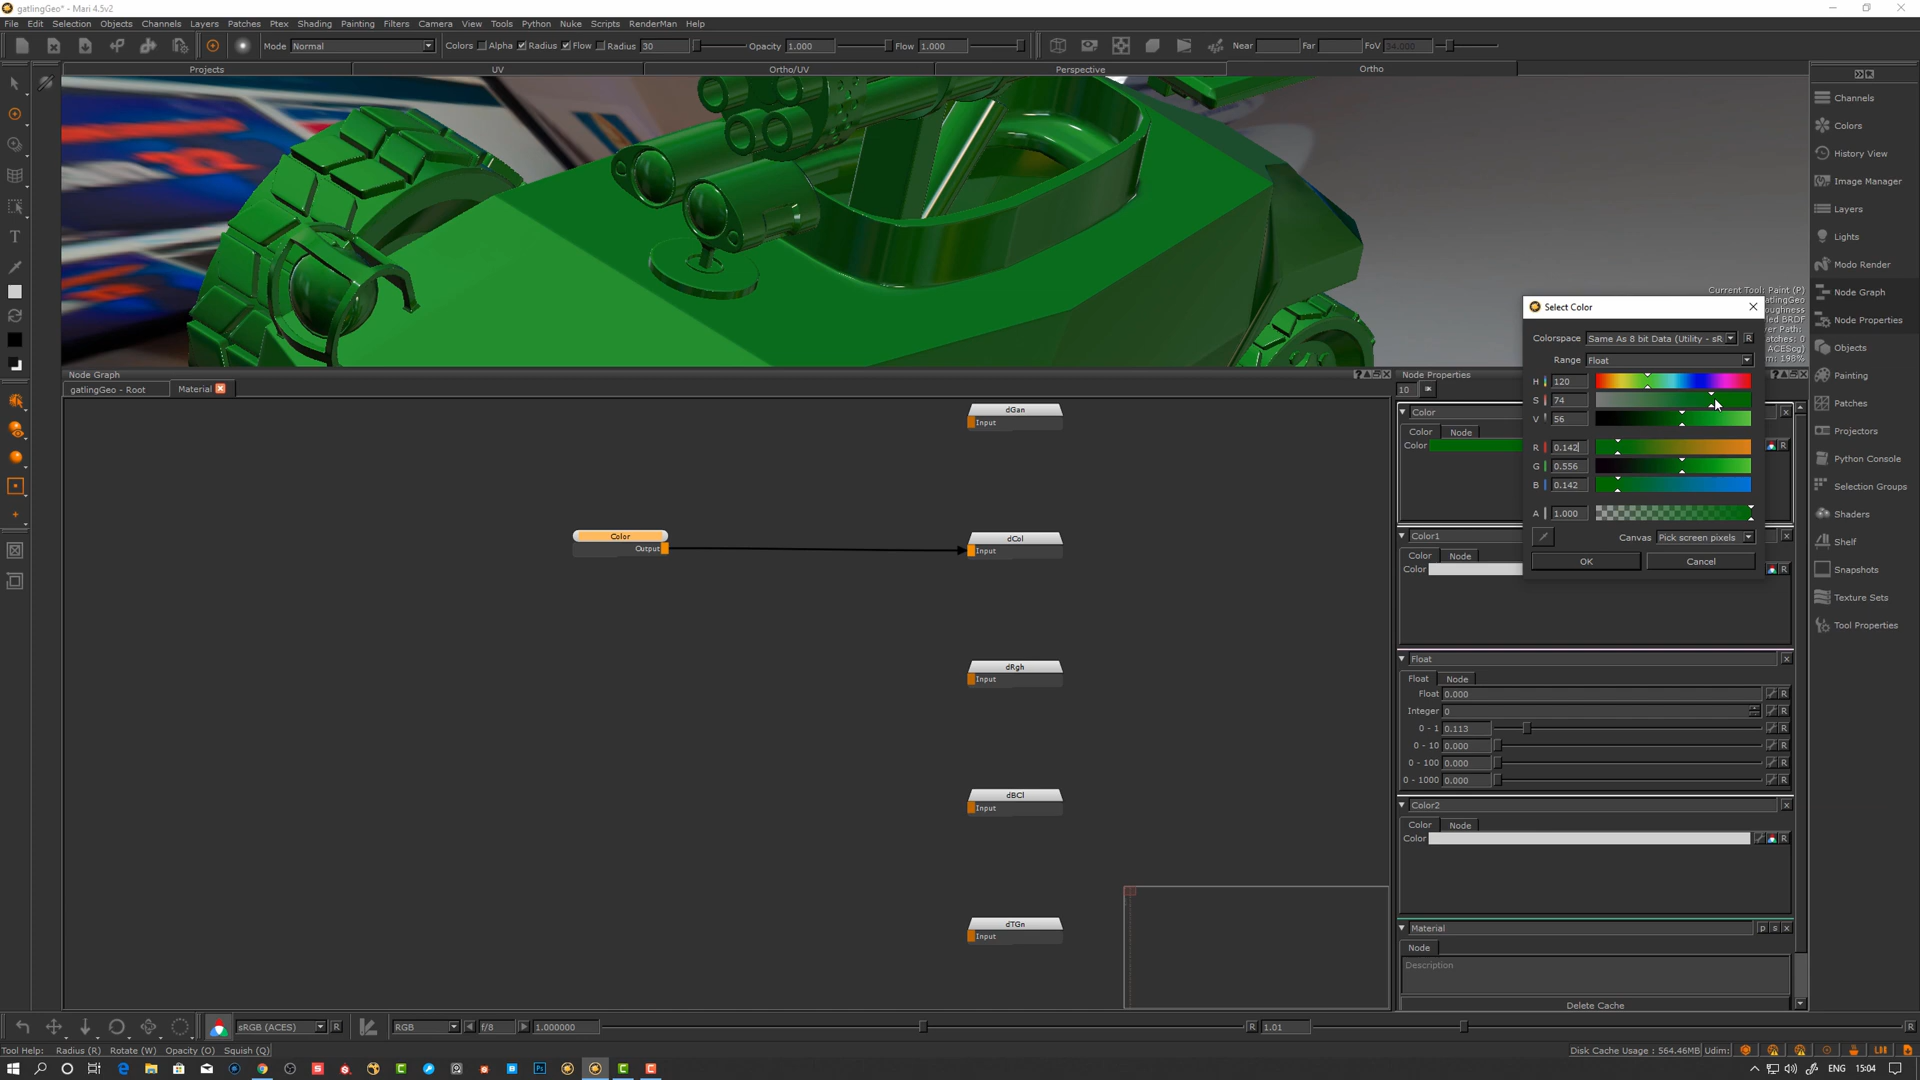 gatlingGeo* - Mari 4.5v2
File Edit Selection Objects Channels Layers Patches Ptex Shading Painting Filters Camera View Tools Python Nuke Scripts RenderMan Help
Mode Normal Colors Alpha Radius Flow Radius 30 Opacity 1.000 Flow 1.000 Near Far FoV 34.000
Projects UV Ortho/UV Perspective Ortho
Channels
Colors
History View
Image Manager
Layers
Lights
Modo Render
Node Graph
Node Properties
Objects
Painting
Patches
Projectors
Python Console
Selection Groups
Shaders
Shelf
Snapshots
Texture Sets
Tool Properties
Current Tool: Paint (P)
Select Color
Colorspace Same As 8 bit Data (Utility - sR R
Range Float
H 120
S 74
V 56
R 0.142
G 0.556
B 0.142
A 1.000
Canvas Pick screen pixels
OK Cancel
Node Graph
gatlingGeo - Root Material
dGan
Input
Color
Output
dCol
Input
dRgh
Input
dBCl
Input
dTGn
Input
Node Properties
10
Color
Color Node
Color R
Color1
Color Node
Color R
Float
Float Node
Float 0.000 R
Integer 0 R
0 - 1 0.113 R
0 - 10 0.000 R
0 - 100 0.000 R
0 - 1000 0.000 R
Color2
Color Node
Color R
Material p s x
Node
Description
Delete Cache
sRGB (ACES) R RGB f/8 1.000000 R 1.01 R
Tool Help: Radius (R) Rotate (W) Opacity (O) Squish (Q)
Disk Cache Usage : 564.46MB Udim:
ENG 15:04